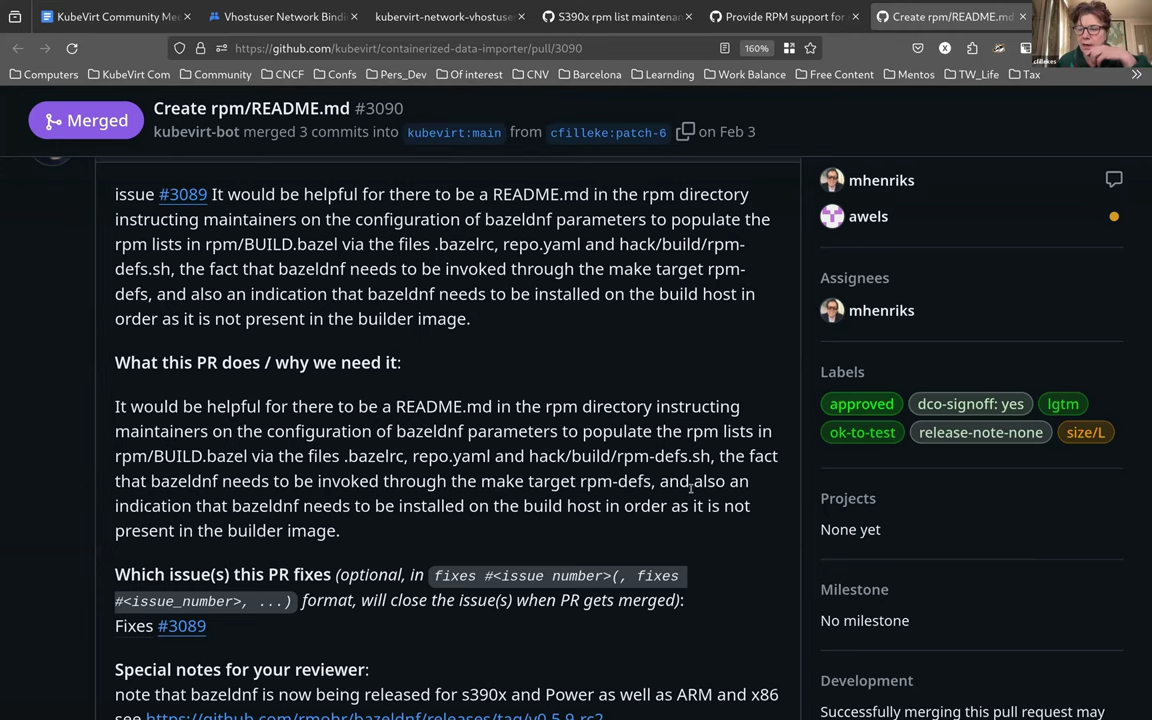 KubeVirt Community Me
Vhostuser Network Bindi
kubervirt-network-vhostuse
S390x rpm list maintenan
Provide RPM support for
Create rpm/README.md
https://github.com/kubevirt/containerized-data-importer/pull/3090
160%
.cfillekes
Computers
KubeVirt Com
Community
CNCF
Confs
Pers_Dev
Of interest
CNV
Barcelona
Learnding
Work Balance
Free Content
Mentos
TW_Life
Tax
Merged
Create rpm/README.md #3090
kubevirt-bot merged 3 commits into kubevirt:main from cfilleke:patch-6 on Feb 3
issue #3089 It would be helpful for there to be a README.md in the rpm directory
instructing maintainers on the configuration of bazeldnf parameters to populate the
rpm lists in rpm/BUILD.bazel via the files .bazelrc, repo.yaml and hack/build/rpm-
defs.sh, the fact that bazeldnf needs to be invoked through the make target rpm-
defs, and also an indication that bazeldnf needs to be installed on the build host in
order as it is not present in the builder image.
What this PR does / why we need it:
It would be helpful for there to be a README.md in the rpm directory instructing
maintainers on the configuration of bazeldnf parameters to populate the rpm lists in
rpm/BUILD.bazel via the files .bazelrc, repo.yaml and hack/build/rpm-defs.sh, the fact
that bazeldnf needs to be invoked through the make target rpm-defs, and also an
indication that bazeldnf needs to be installed on the build host in order as it is not
present in the builder image.
Which issue(s) this PR fixes (optional, in fixes #<issue number>(, fixes
#<issue_number>, ...) format, will close the issue(s) when PR gets merged):
Fixes #3089
Special notes for your reviewer:
note that bazeldnf is now being released for s390x and Power as well as ARM and x86
see https://github.com/rmohr/bazeldnf/releases/tag/v0.5.9-rc2
mhenriks
awels
Assignees
mhenriks
Labels
approved
dco-signoff: yes
lgtm
ok-to-test
release-note-none
size/L
Projects
None yet
Milestone
No milestone
Development
Successfully merging this pull request may